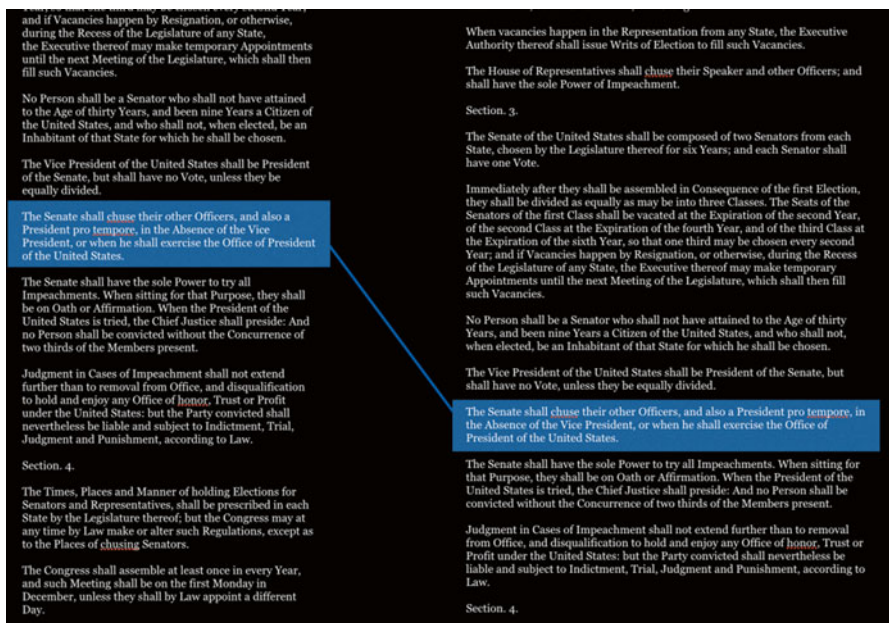 and if Vacancies happen by Resignation, or otherwise,
during the Recess of the Legislature of any State,
the Executive thereof may make temporary Appointments
until the next Meeting of the Legislature, which shall then
fill such Vacancies.
No Person shall be a Senator who shall not have attained
to the Age of thirty Years, and been nine Years a Citizen of
the United States, and who shall not, when elected, be an
Inhabitant of that State for which he shall be chosen.
The Vice President of the United States shall be President
of the Senate, but shall have no Vote, unless they be
equally divided.
The Senate shall chuse their other Officers, and also a
President pro tempore, in the Absence of the Vice
President, or when he shall exercise the Office of President
of the United States.
The Senate shall have the sole Power to try all
Impeachments. When sitting for that Purpose, they shall
be on Oath or Affirmation. When the President of the
United States is tried, the Chief Justice shall preside: And
no Person shall be convicted without the Concurrence of
two thirds of the Members present.
Judgment in Cases of Impeachment shall not extend
further than to removal from Office, and disqualification
to hold and enjoy any Office of honor, Trust or Profit
under the United States: but the Party convicted shall
nevertheless be liable and subject to Indictment, Trial,
Judgment and Punishment, according to Law.
Section. 4.
The Times, Places and Manner of holding Elections for
Senators and Representatives, shall be prescribed in each
State by the Legislature thereof; but the Congress may at
any time by Law make or alter such Regulations, except as
to the Places of chusing Senators.
The Congress shall assemble at least once in every Year,
and such Meeting shall be on the first Monday in
December, unless they shall by Law appoint a different
Day.
When vacancies happen in the Representation from any State, the Executive
Authority thereof shall issue Writs of Election to fill such Vacancies.
The House of Representatives shall chuse their Speaker and other Officers; and
shall have the sole Power of Impeachment.
Section. 3.
The Senate of the United States shall be composed of two Senators from each
State, chosen by the Legislature thereof for six Years; and each Senator shall
have one Vote.
Immediately after they shall be assembled in Consequence of the first Election,
they shall be divided as equally as may be into three Classes. The Seats of the
Senators of the first Class shall be vacated at the Expiration of the second Year,
of the second Class at the Expiration of the fourth Year, and of the third Class at
the Expiration of the sixth Year, so that one third may be chosen every second
Year; and if Vacancies happen by Resignation, or otherwise, during the Recess
of the Legislature of any State, the Executive thereof may make temporary
Appointments until the next Meeting of the Legislature, which shall then fill
such Vacancies.
No Person shall be a Senator who shall not have attained to the Age of thirty
Years, and been nine Years a Citizen of the United States, and who shall not,
when elected, be an Inhabitant of that State for which he shall be chosen.
The Vice President of the United States shall be President of the Senate, but
shall have no Vote, unless they be equally divided.
The Senate shall chuse their other Officers, and also a President pro tempore, in
the Absence of the Vice President, or when he shall exercise the Office of
President of the United States.
The Senate shall have the sole Power to try all Impeachments. When sitting for
that Purpose, they shall be on Oath or Affirmation. When the President of the
United States is tried, the Chief Justice shall preside: And no Person shall be
convicted without the Concurrence of two thirds of the Members present.
Judgment in Cases of Impeachment shall not extend further than to removal
from Office, and disqualification to hold and enjoy any Office of honor, Trust or
Profit under the United States: but the Party convicted shall nevertheless be
liable and subject to Indictment, Trial, Judgment and Punishment, according to
Law.
Section. 4.